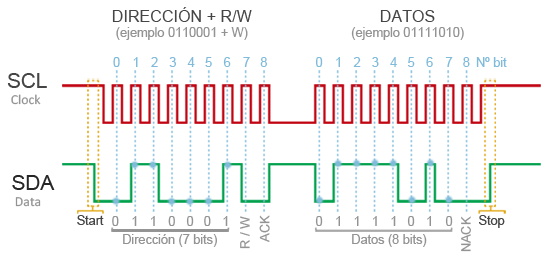 DIRECCIÓN + R/W
(ejemplo 0110001 + W)
DATOS
(ejemplo 01111010)
0 1 2 3 4 5 6 7 8
0 1 2 3 4 5 6 7 8 Nº bit
SCL
Clock
SDA
Data
Start
0 1 1 0 0 0 1
R / W
ACK
0 1 1 1 1 0 1 0
NACK
Stop
Dirección (7 bits)
Datos (8 bits)